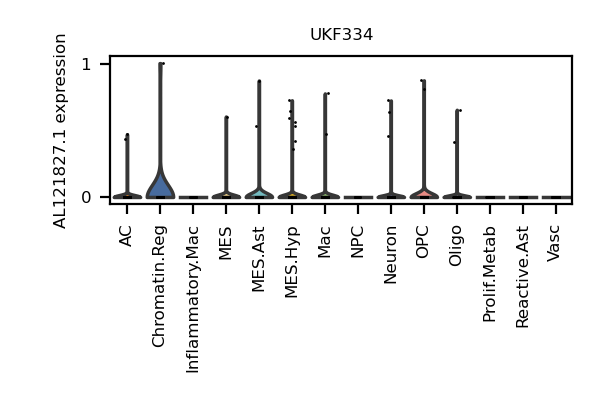 UKF334
AL121827.1 expression
1
0
AC
Chromatin.Reg
Inflammatory.Mac
MES
MES.Ast
MES.Hyp
Mac
NPC
Neuron
OPC
Oligo
Prolif.Metab
Reactive.Ast
Vasc